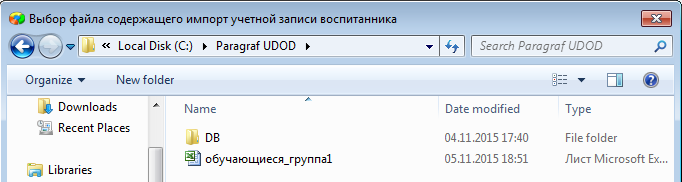 Выбор файла содержащего импорт учетной записи воспитанника
« Local Disk (C:) ▸ Paragraf UDOD ▸ Search Paragraf UDOD
Organize ▾ New folder
Downloads Name Date modified Type
Recent Places DB 04.11.2015 17:40 File folder
Libraries обучающиеся_группа1 05.11.2015 18:51 Лист Microsoft Ex...